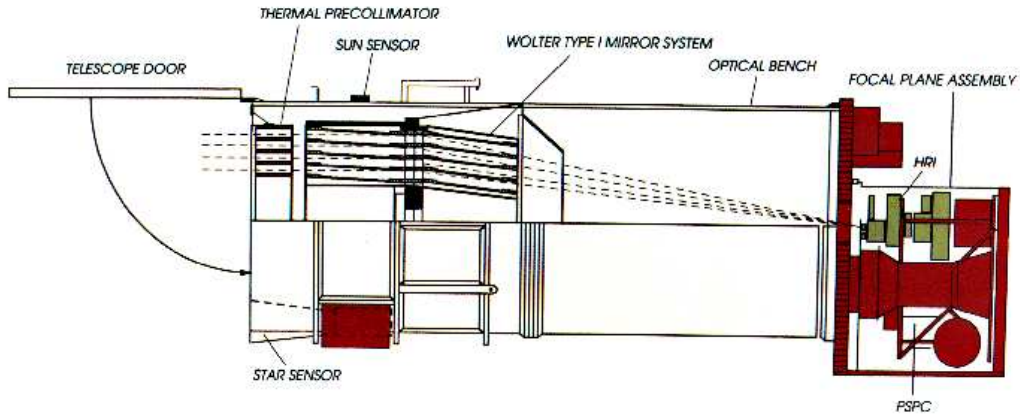 THERMAL PRECOLLIMATOR
SUN SENSOR
WOLTER TYPE I MIRROR SYSTEM
TELESCOPE DOOR
OPTICAL BENCH
FOCAL PLANE ASSEMBLY
HRI
STAR SENSOR
PSPC